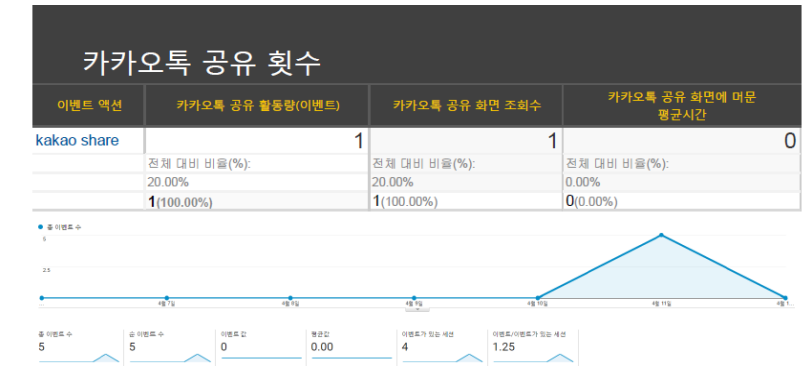 카카오톡 공유 횟수
이벤트 액션 카카오톡 공유 활동량(이벤트) 카카오톡 공유 화면 조회수 카카오톡 공유 화면에 머문
평균시간
kakao share 1 1 0
전체 대비 비율(%): 전체 대비 비율(%): 전체 대비 비율(%):
20.00% 20.00% 0.00%
1(100.00%) 1(100.00%) 0(0.00%)
총 이벤트 수
5
2.5
4월 7일 4월 8일 4월 9일 4월 10일 4월 11일 4월 1...
총 이벤트 수 순 이벤트 수 이벤트 값 평균값 이벤트가 있는 세션 이벤트/이벤트가 있는 세션
5 5 0 0.00 4 1.25